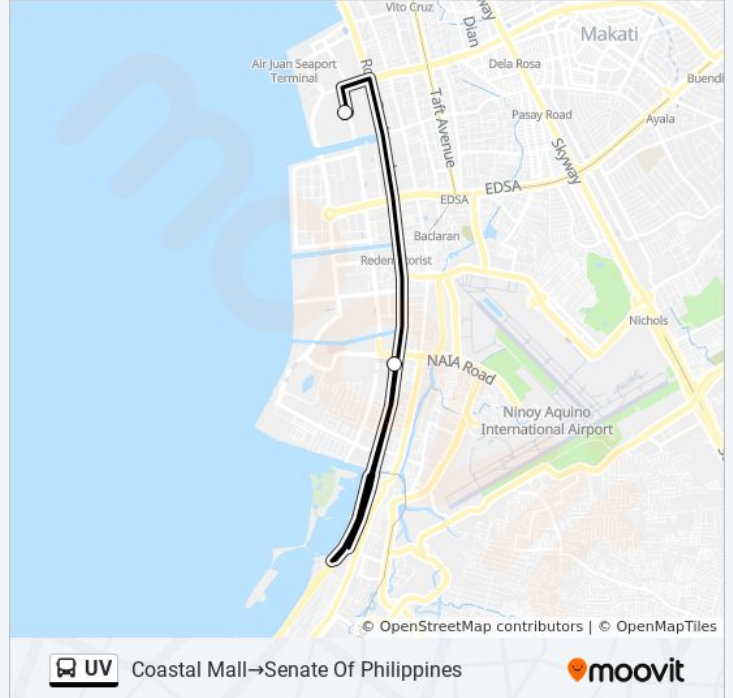 Vito Cruz
Skyway
Dian
Makati
Air Juan Seaport
Terminal
Dela Rosa
Buendi
Taft Avenue
Pasay Road
Ayala
Skyway
EDSA
EDSA
Baclaran
Nichols
NAIA Road
Ninoy Aquino
International Airport
© OpenStreetMap contributors | © OpenMapTiles
UV Coastal Mall→Senate Of Philippines
moovit